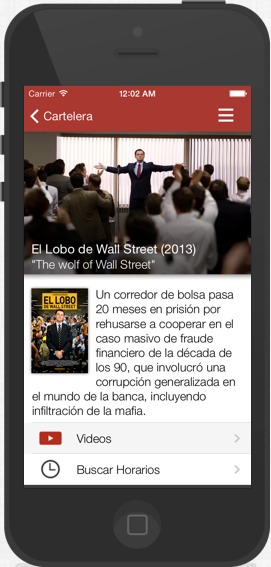 Carrier 12:02 AM
Cartelera
El Lobo de Wall Street (2013)
"The wolf of Wall Street"
EL LOBO
DE WALL STREET
Un corredor de bolsa pasa
20 meses en prisión por
rehusarse a cooperar en el
caso masivo de fraude
financiero de la década de
los 90, que involucró una
corrupción generalizada en
el mundo de la banca, incluyendo
infiltración de la mafia.
Videos
Buscar Horarios